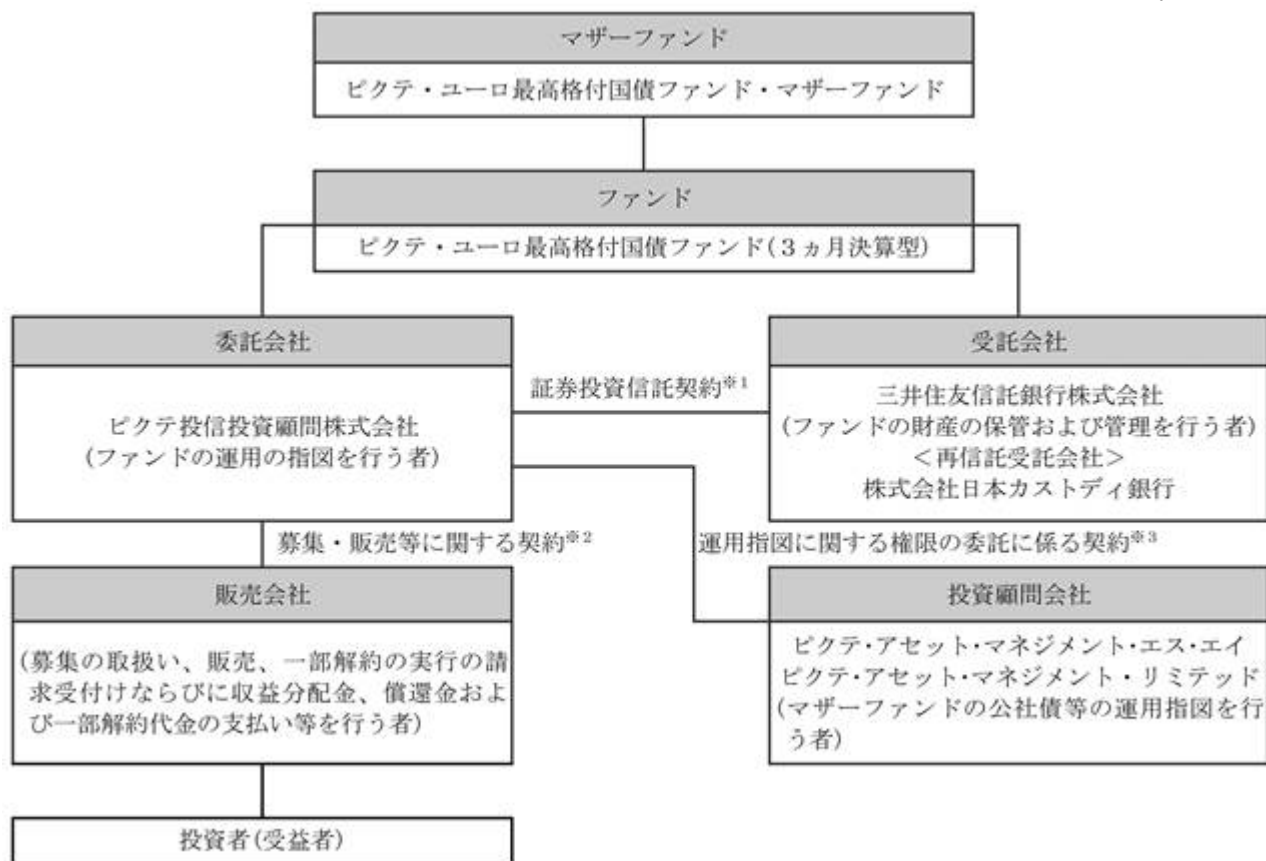 マザーファンド
ピクテ・ユーロ最高格付国債ファンド・マザーファンド
ファンド
ピクテ・ユーロ最高格付国債ファンド(3ヵ月決算型)
委託会社
ピクテ投信投資顧問株式会社
(ファンドの運用の指図を行う者)
証券投資信託契約※1
受託会社
三井住友信託銀行株式会社
(ファンドの財産の保管および管理を行う者)
<再信託受託会社>
株式会社日本カストディ銀行
募集・販売等に関する契約※2
運用指図に関する権限の委託に係る契約※3
販売会社
(募集の取扱い、販売、一部解約の実行の請
求受付けならびに収益分配金、償還金およ
び一部解約代金の支払い等を行う者)
投資顧問会社
ピクテ・アセット・マネジメント・エス・エイ
ピクテ・アセット・マネジメント・リミテッド
(マザーファンドの公社債等の運用指図を行
う者)
投資者(受益者)